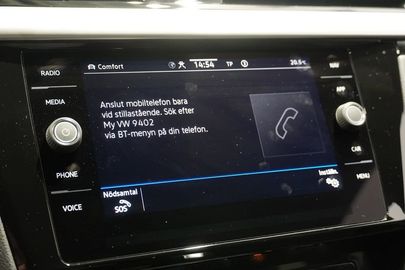 RADIO
MEDIA
PHONE
VOICE
Comfort
14:54
TP
20.5°C
Anslut mobiltelefon bara
vid stillastående. Sök efter
My VW 9402
via BT-menyn på din telefon.
Nödsamtal
SOS
Inställn.
NAV
APP
CAR
MENU